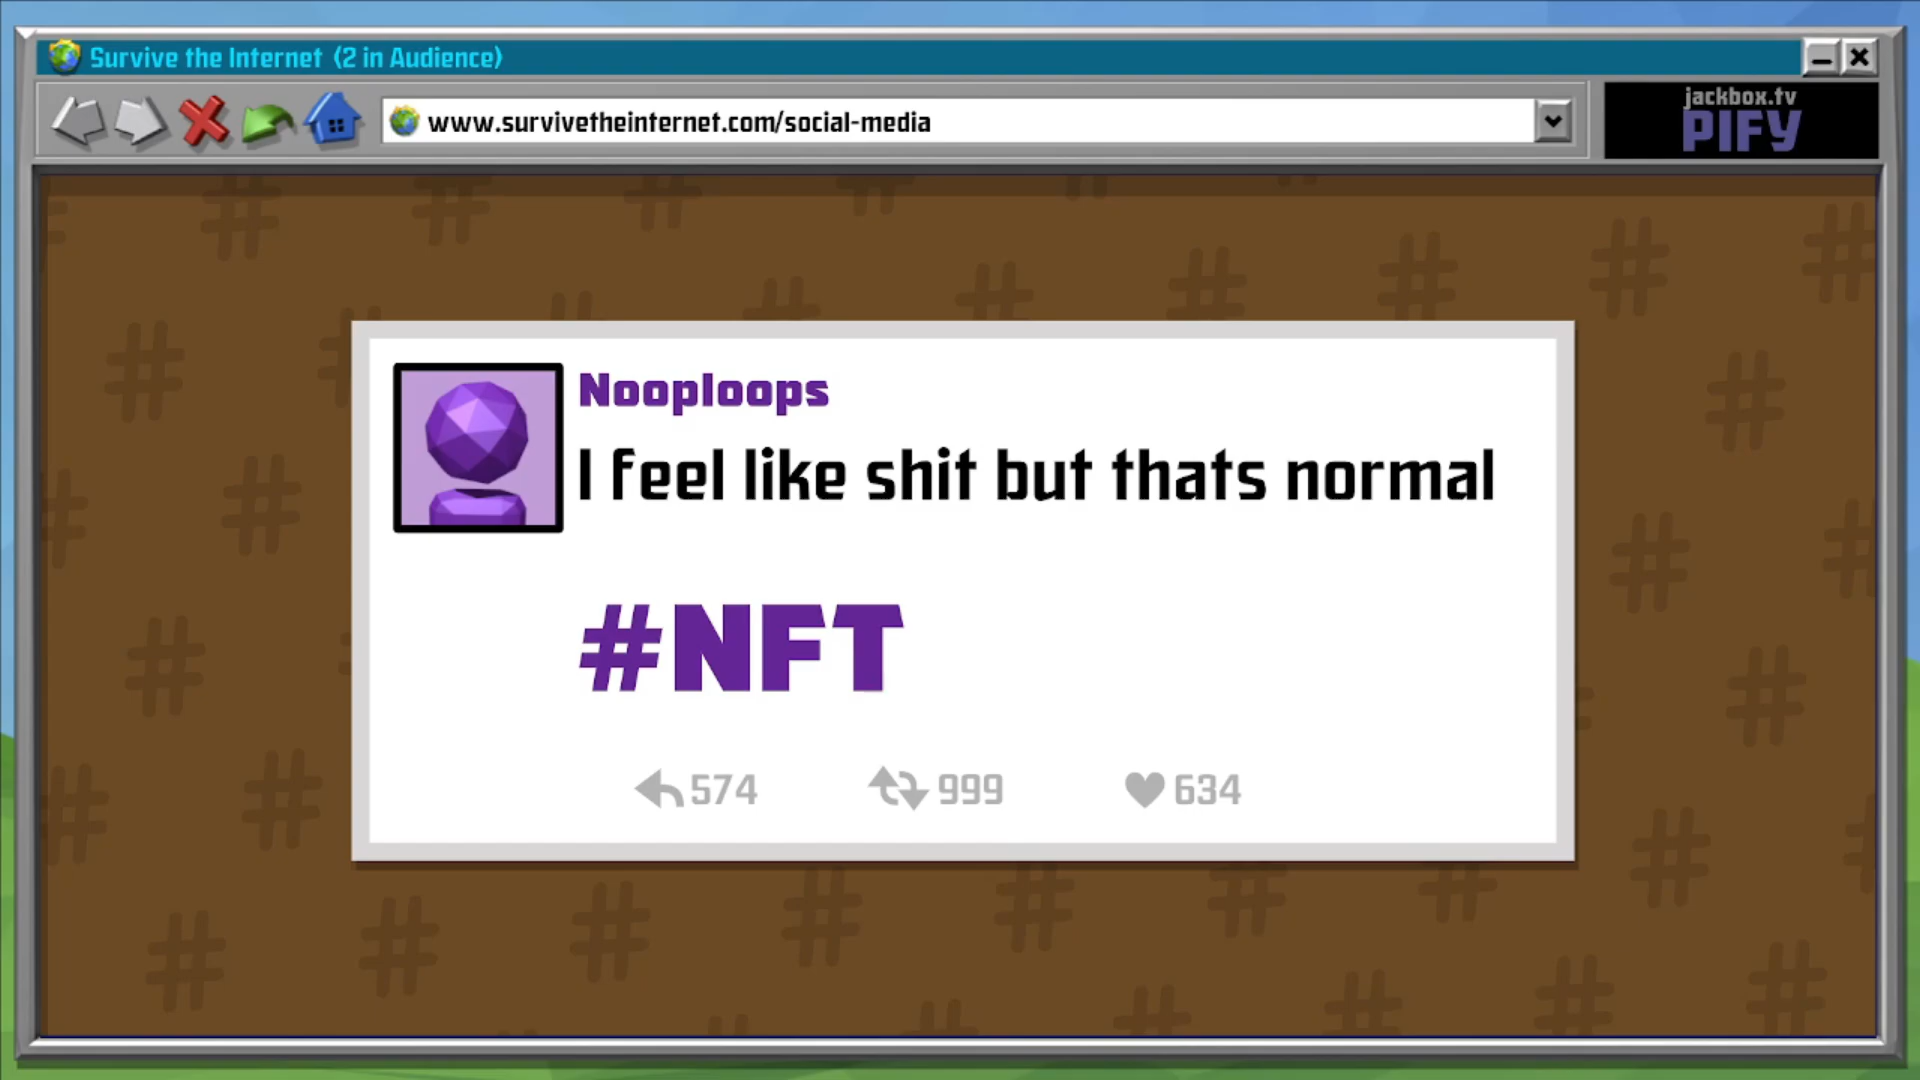 Survive the Internet (2 in Audience)
www.survivetheinternet.com/social-media
jackbox.tv
PIFY
Nooploops
I feel like shit but thats normal
#NFT
574 999 634